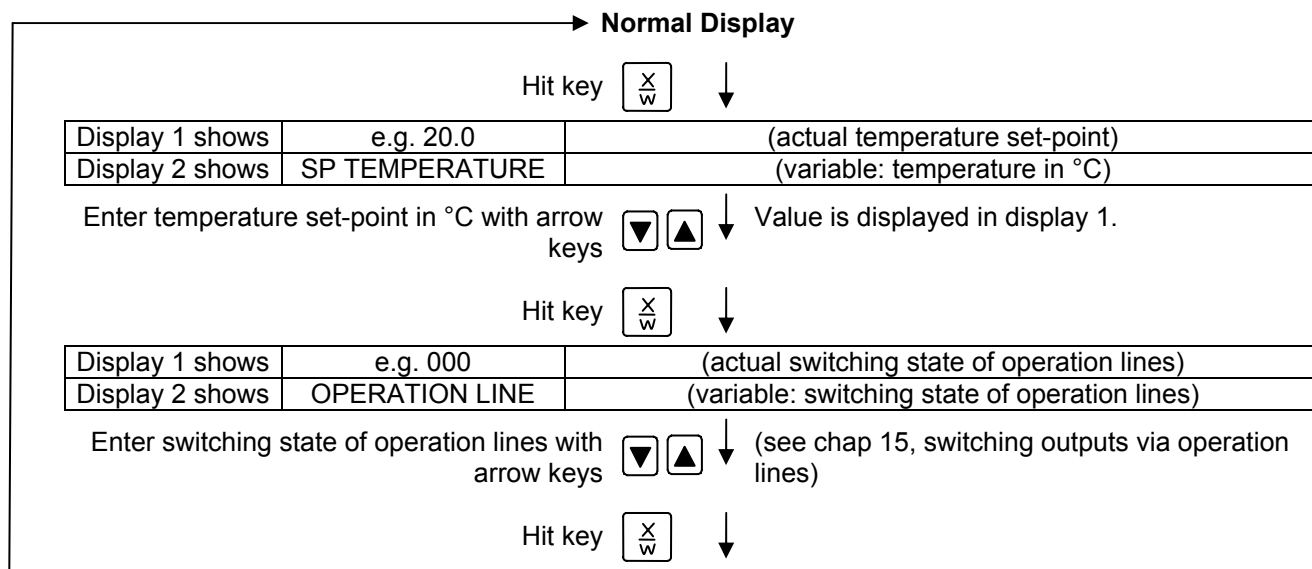 Normal Display
Hit key X/W
Display 1 shows e.g. 20.0 (actual temperature set-point)
Display 2 shows SP TEMPERATURE (variable: temperature in °C)
Enter temperature set-point in °C with arrow keys Value is displayed in display 1.
Hit key X/W
Display 1 shows e.g. 000 (actual switching state of operation lines)
Display 2 shows OPERATION LINE (variable: switching state of operation lines)
Enter switching state of operation lines with
arrow keys
(see chap 15, switching outputs via operation
lines)
Hit key X/W